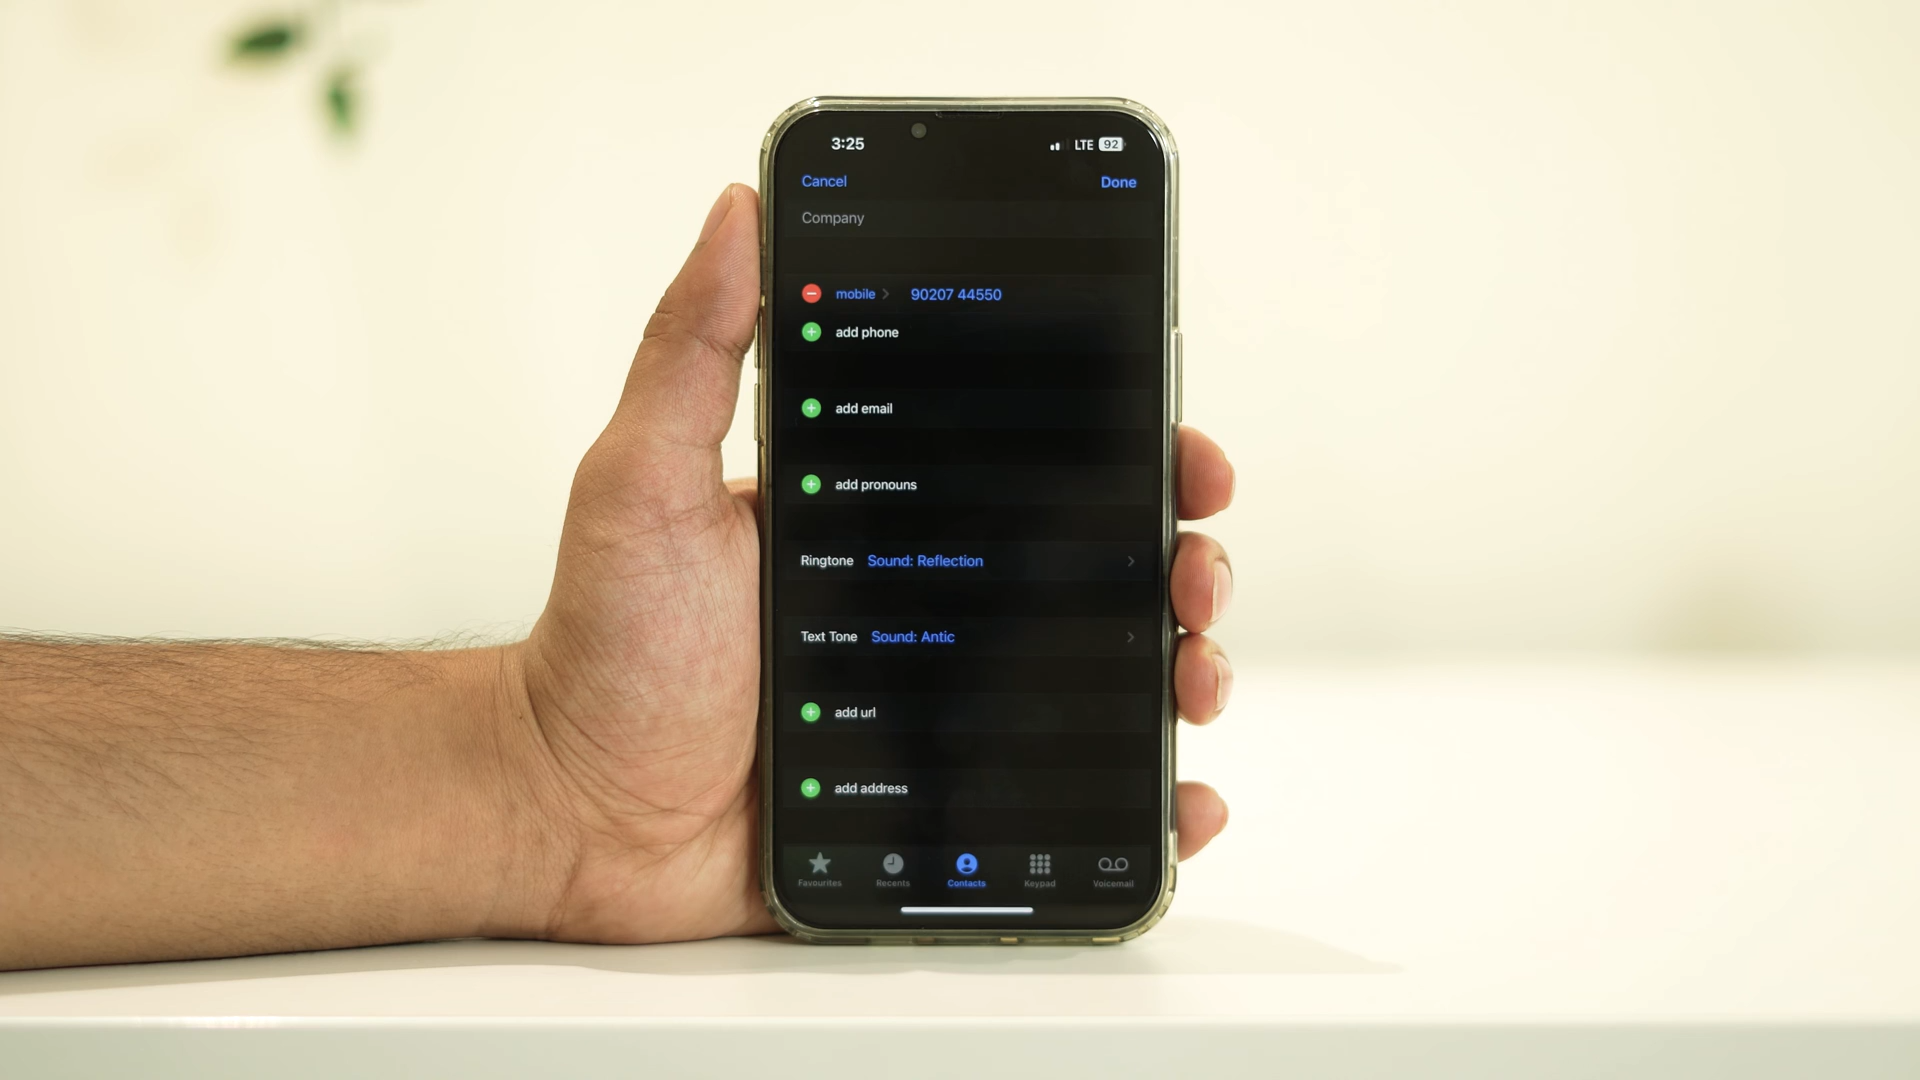 3:25 LTE 92
Cancel Done
Company
mobile 90207 44550
add phone
add email
add pronouns
Ringtone Sound: Reflection
Text Tone Sound: Antic
add url
add address
Favourites Recents Contacts Keypad Voicemail